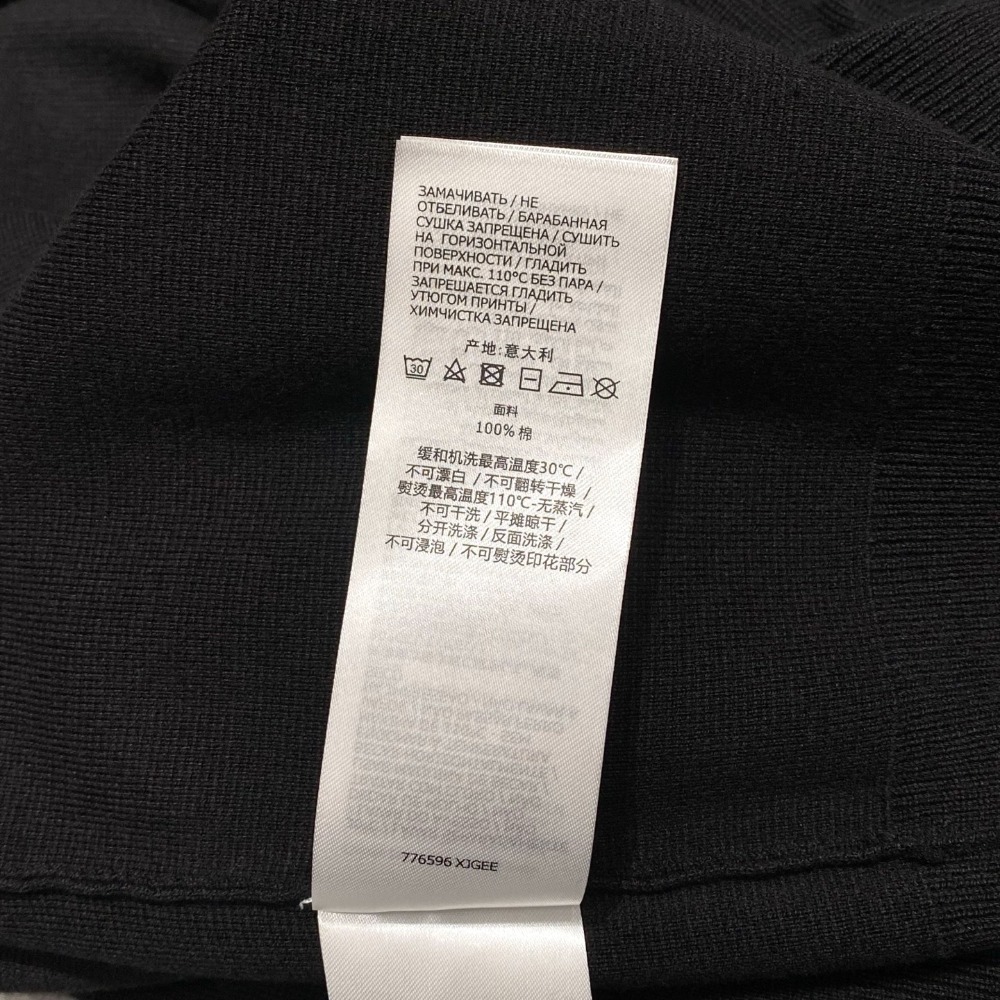 ЗАМАЧИВАТЬ / НЕ
ОТБЕЛИВАТЬ / БАРАБАННАЯ
СУШКА ЗАПРЕЩЕНА / СУШИТЬ
НА ГОРИЗОНТАЛЬНОЙ
ПОВЕРХНОСТИ / ГЛАДИТЬ
ПРИ МАКС. 110°C БЕЗ ПАРА /
ЗАПРЕЩАЕТСЯ ГЛАДИТЬ
УТЮГОМ ПРИНТЫ /
ХИМЧИСТКА ЗАПРЕЩЕНА
产地:意大利
30
面料
100% 棉
缓和机洗最高温度30℃ /
不可漂白 / 不可翻转干燥 /
熨烫最高温度110℃-无蒸汽 /
不可干洗 / 平摊晾干 /
分开洗涤 / 反面洗涤 /
不可浸泡 / 不可熨烫印花部分
776596 XJGEE